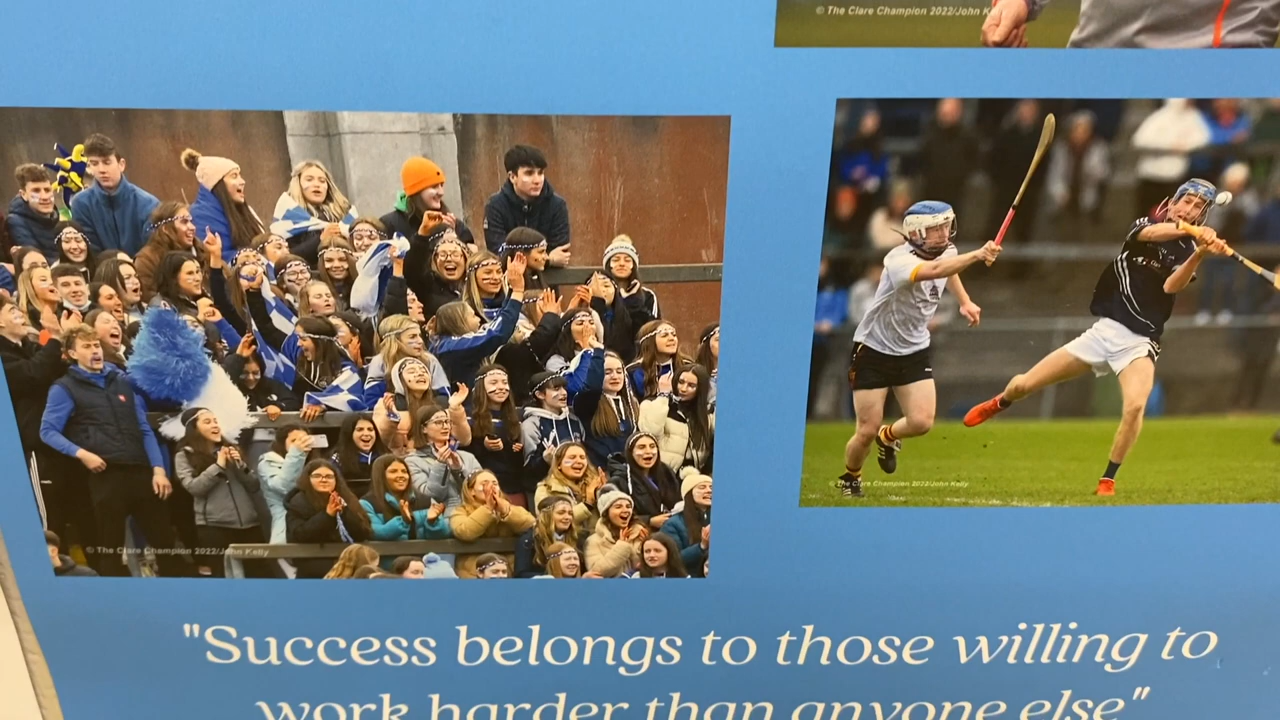 © The Clare Champion 2022/John Kelly
© The Clare Champion 2022/John Kelly
© The Clare Champion 2022/John Kelly
"Success belongs to those willing to
work harder than anyone else"